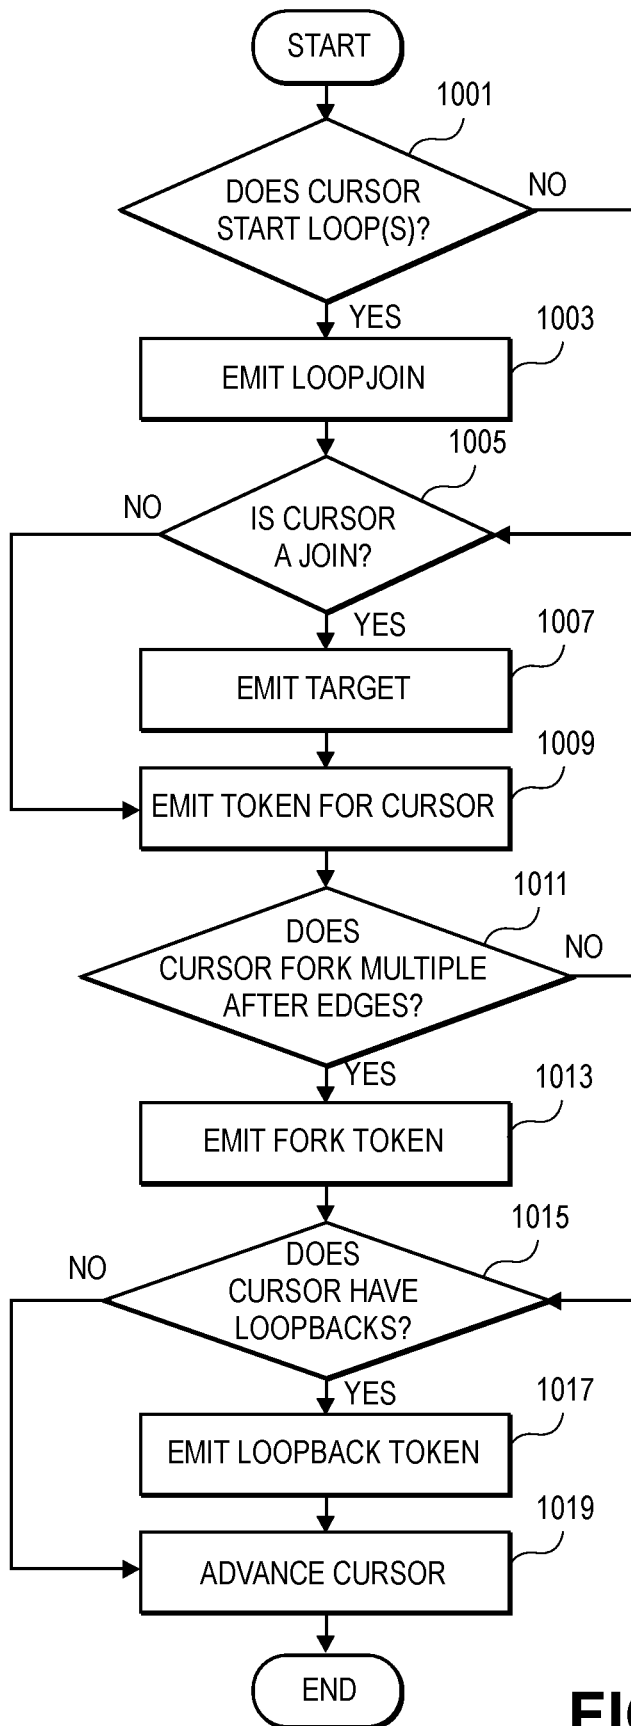 START
1001
DOES CURSOR
START LOOP(S)?
NO
YES
1003
EMIT LOOPJOIN
1005
NO
IS CURSOR
A JOIN?
YES
1007
EMIT TARGET
1009
EMIT TOKEN FOR CURSOR
1011
DOES
CURSOR FORK MULTIPLE
AFTER EDGES?
NO
YES
1013
EMIT FORK TOKEN
1015
NO
DOES
CURSOR HAVE
LOOPBACKS?
YES
1017
EMIT LOOPBACK TOKEN
1019
ADVANCE CURSOR
END